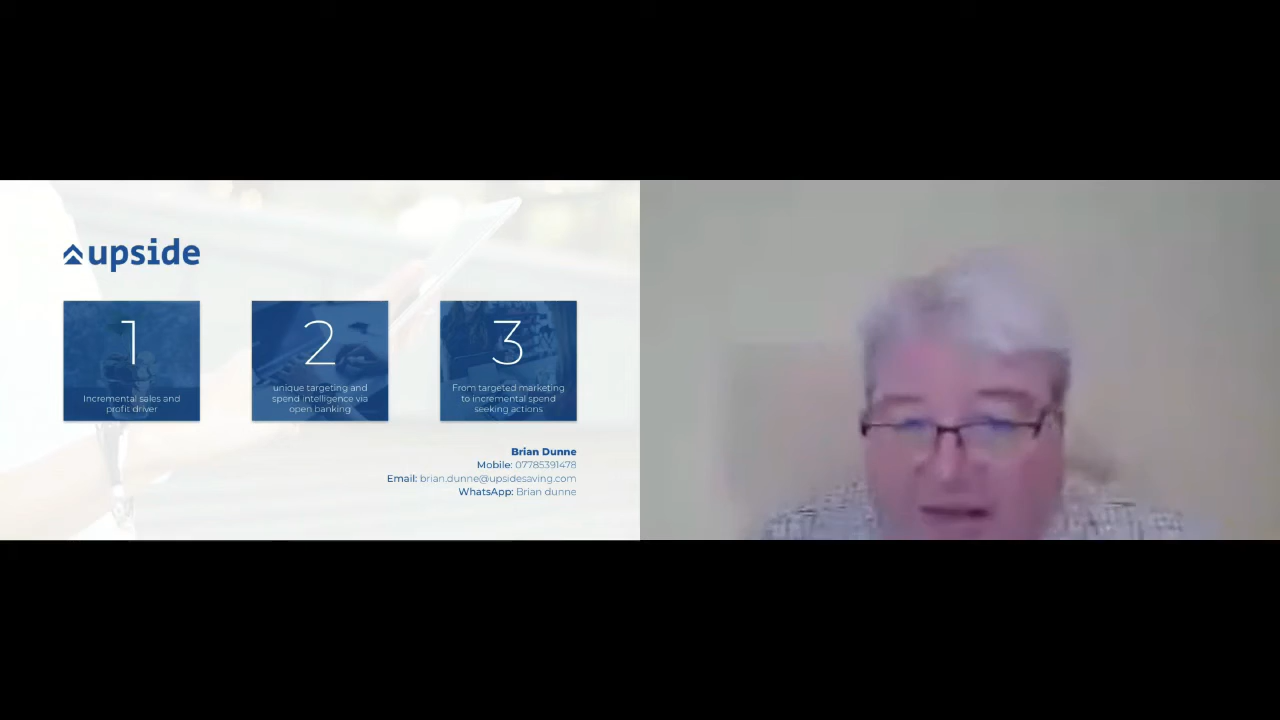 upside
1
Incremental sales and
profit driver
2
unique targeting and
spend intelligence via
open banking
3
From targeted marketing
to incremental spend
seeking actions
Brian Dunne
Mobile: 07785391478
Email: brian.dunne@upsidesaving.com
WhatsApp: Brian dunne